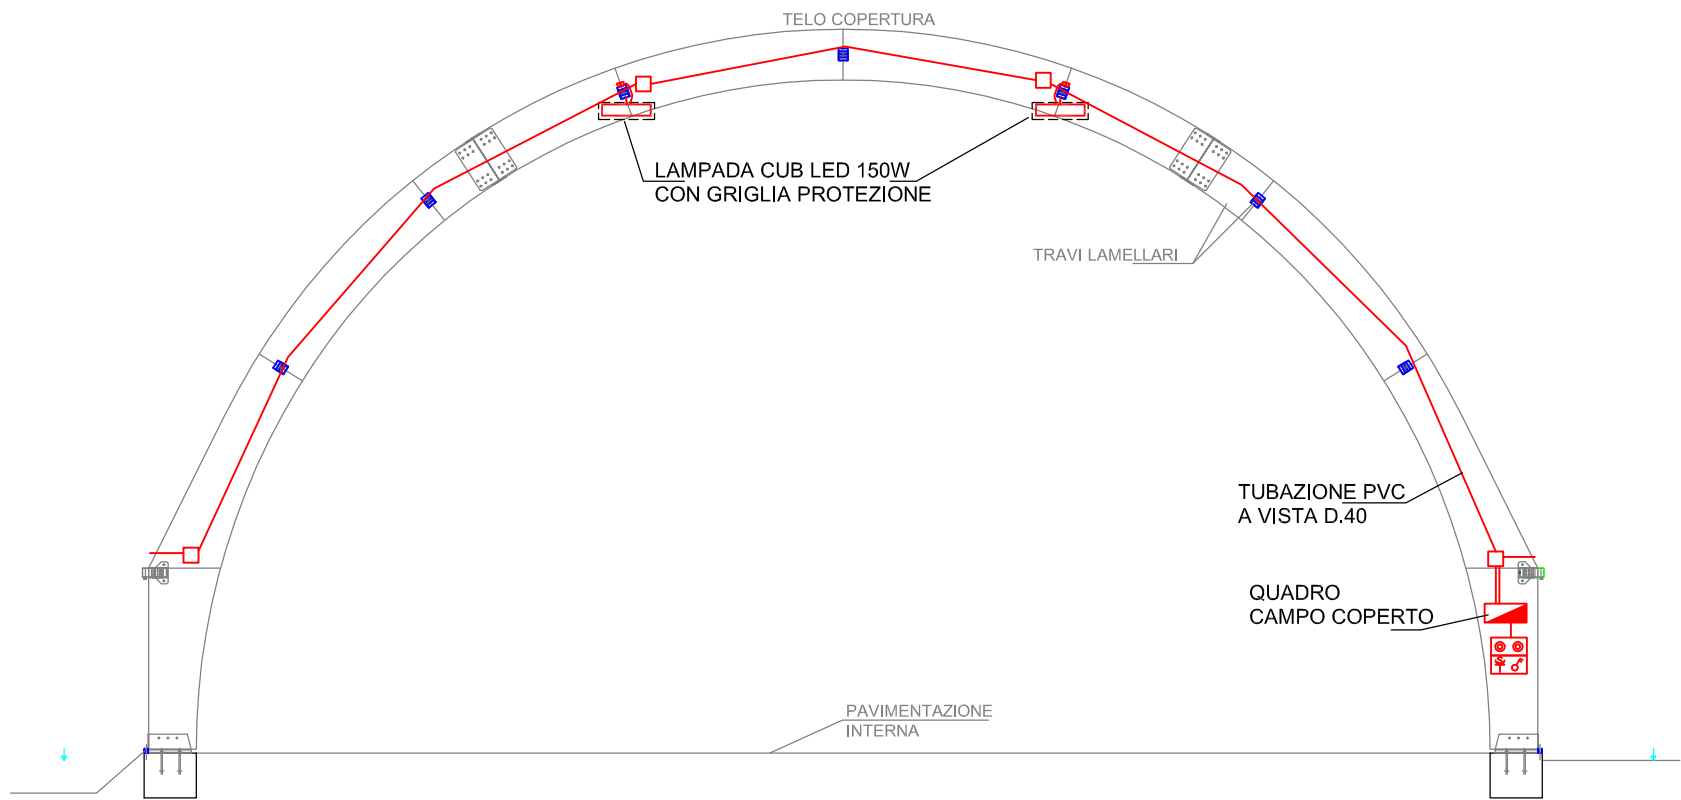 TELO COPERTURA
LAMPADA CUB LED 150W
CON GRIGLIA PROTEZIONE
TRAVI LAMELLARI
TUBAZIONE PVC
A VISTA D.40
QUADRO
CAMPO COPERTO
PAVIMENTAZIONE
INTERNA